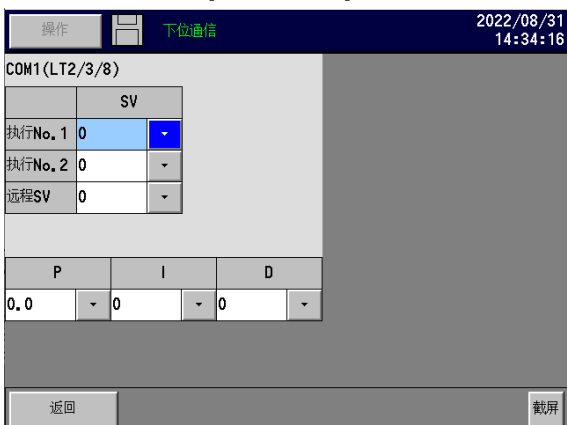 操作 下位通信 2022/08/31
14:34:16
COM1(LT2/3/8)
SV
执行No.1 0
执行No.2 0
远程SV 0
P I D
0.0 0 0
返回 截屏